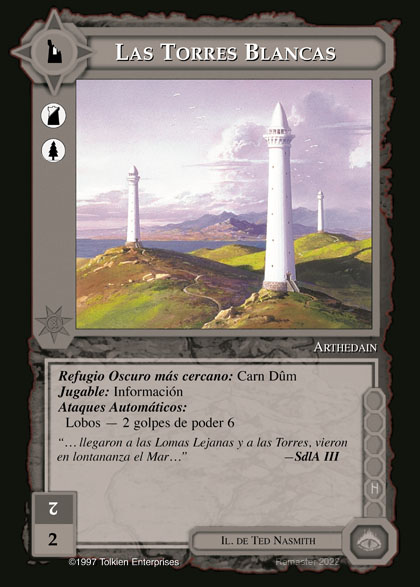 LAS TORRES BLANCAS
ARTHEDAIN
Refugio Oscuro más cercano: Carn Dûm
Jugable: Información
Ataques Automáticos:
Lobos — 2 golpes de poder 6
“… llegaron a las Lomas Lejanas y a las Torres, vieron
en lontananza el Mar…” —SdlA III
H
2
2
IL. DE TED NASMITH
©1997 Tolkien Enterprises
Remaster 2022